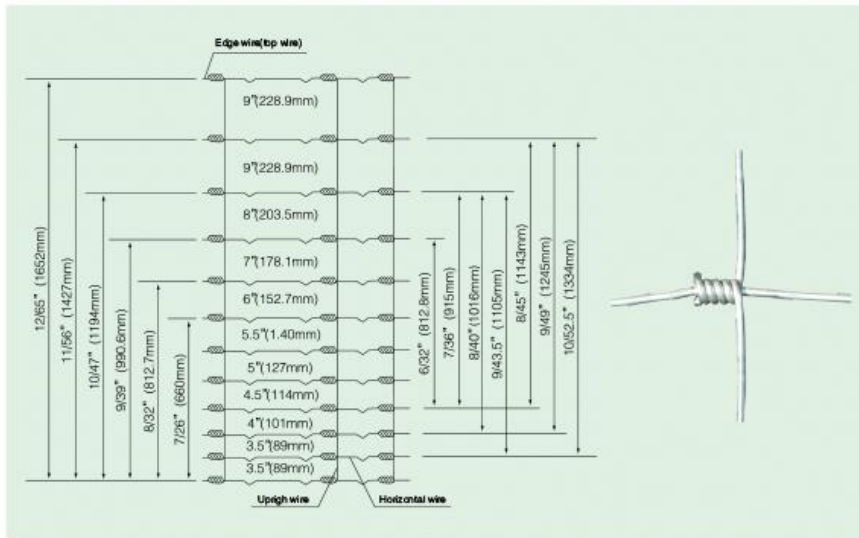 Edge wire(top wire)
9"(228.9mm)
9"(228.9mm)
8"(203.5mm)
7"(178.1mm)
6"(152.7mm)
5.5"(1.40mm)
5"(127mm)
4.5"(114mm)
4"(101mm)
3.5"(89mm)
3.5"(89mm)
12/65" (1652mm)
11/56" (1427mm)
10/47" (1194mm)
9/39" (990.6mm)
8/32" (812.7mm)
7/26" (660mm)
6/32" (812.8mm)
7/36" (915mm)
8/40" (1016mm)
9/43.5" (1105mm)
8/45" (1143mm)
9/49" (1245mm)
10/52.5" (1334mm)
Uprigh wire
Horizontal wire